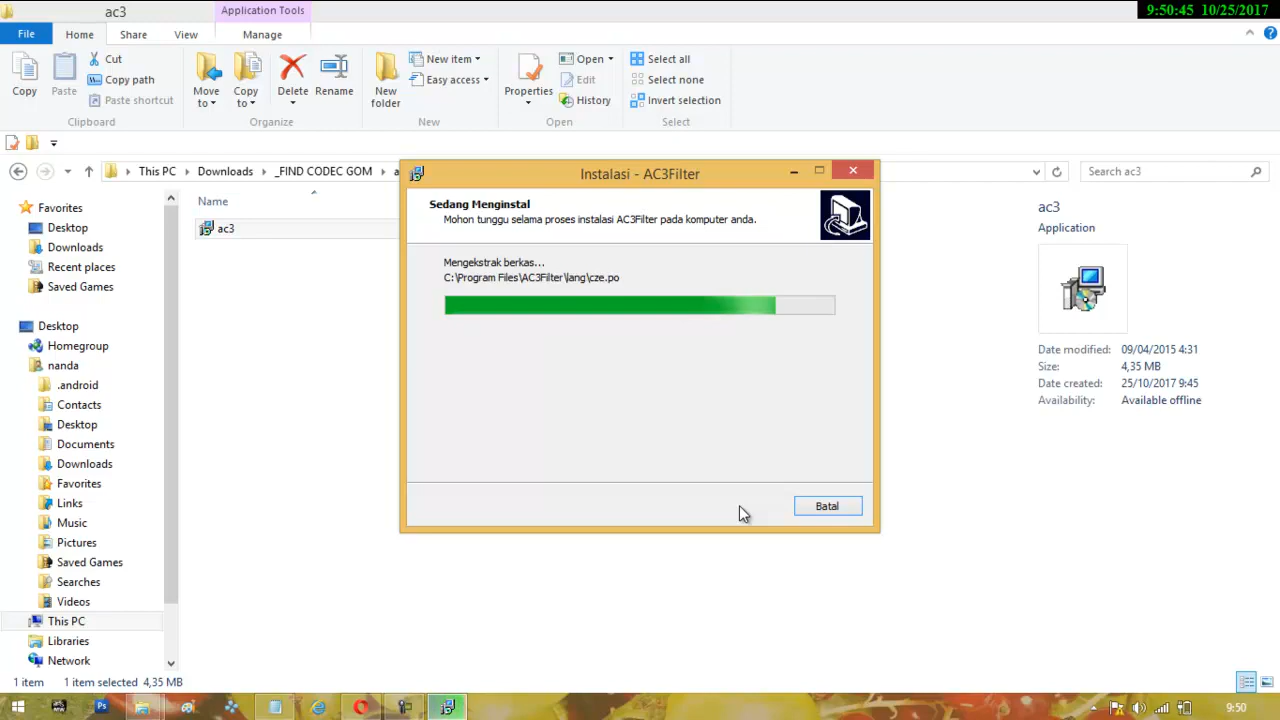 ac3
Application Tools
9:50:45 10/25/2017
File
Home
Share
View
Manage
Copy
Paste
Cut
Copy path
Paste shortcut
Clipboard
Move to
Copy to
Delete
Rename
Organize
New folder
New item
Easy access
New
Properties
Open
Edit
History
Open
Select all
Select none
Invert selection
Select
This PC
Downloads
_FIND CODEC GOM
Search ac3
Favorites
Desktop
Downloads
Recent places
Saved Games
Desktop
Homegroup
nanda
.android
Contacts
Desktop
Documents
Downloads
Favorites
Links
Music
Pictures
Saved Games
Searches
Videos
This PC
Libraries
Network
Name
ac3
Instalasi - AC3Filter
Sedang Menginstal
Mohon tunggu selama proses instalasi AC3Filter pada komputer anda.
Mengekstrak berkas...
C:\Program Files\AC3Filter\lang\cze.po
Batal
ac3
Application
Date modified: 09/04/2015 4:31
Size: 4,35 MB
Date created: 25/10/2017 9:45
Availability: Available offline
1 item
1 item selected 4,35 MB
9:50